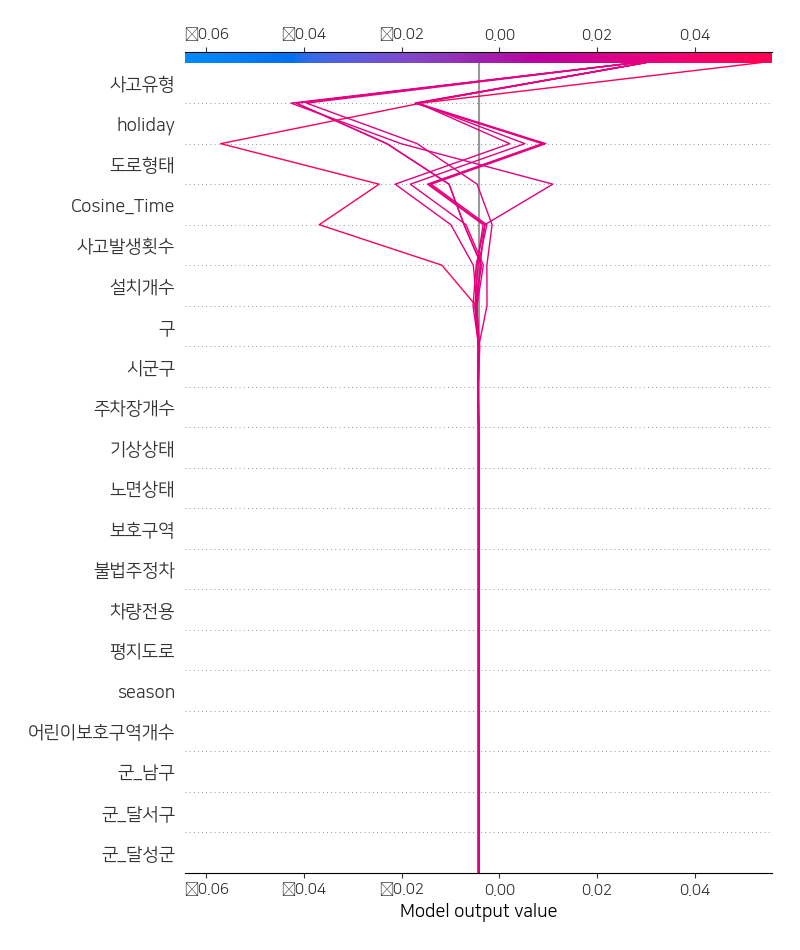 ☒0.06 ☒0.04 ☒0.02 0.00 0.02 0.04
사고유형
holiday
도로형태
Cosine_Time
사고발생횟수
설치개수
구
시군구
주차장개수
기상상태
노면상태
보호구역
불법주정차
차량전용
평지도로
season
어린이보호구역개수
군_남구
군_달서구
군_달성군
☒0.06 ☒0.04 ☒0.02 0.00 0.02 0.04
Model output value